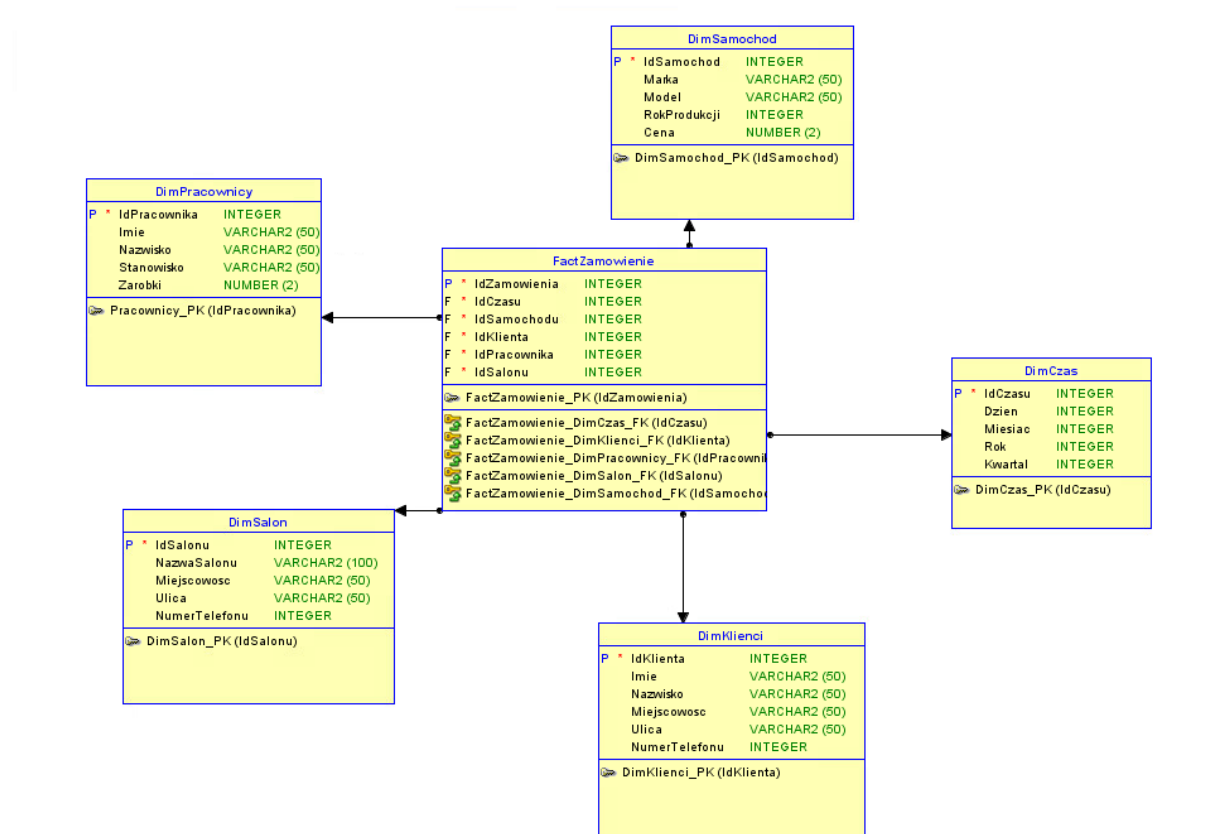 DimSamochod
P * IdSamochod INTEGER
Marka VARCHAR2 (50)
Model VARCHAR2 (50)
RokProdukcji INTEGER
Cena NUMBER (2)
DimSamochod_PK (IdSamochod)
DimPracownicy
P * IdPracownika INTEGER
Imie VARCHAR2 (50)
Nazwisko VARCHAR2 (50)
Stanowisko VARCHAR2 (50)
Zarobki NUMBER (2)
Pracownicy_PK (IdPracownika)
FactZamowienie
P * IdZamowienia INTEGER
F * IdCzasu INTEGER
F * IdSamochodu INTEGER
F * IdKlienta INTEGER
F * IdPracownika INTEGER
F * IdSalonu INTEGER
FactZamowienie_PK (IdZamowienia)
FactZamowienie_DimCzas_FK (IdCzasu)
FactZamowienie_DimKlienci_FK (IdKlienta)
FactZamowienie_DimPracownicy_FK (IdPracowni
FactZamowienie_DimSalon_FK (IdSalonu)
FactZamowienie_DimSamochod_FK (IdSamocho
DimCzas
P * IdCzasu INTEGER
Dzien INTEGER
Miesiac INTEGER
Rok INTEGER
Kwartal INTEGER
DimCzas_PK (IdCzasu)
DimSalon
P * IdSalonu INTEGER
NazwaSalonu VARCHAR2 (100)
Miejscowosc VARCHAR2 (50)
Ulica VARCHAR2 (50)
NumerTelefonu INTEGER
DimSalon_PK (IdSalonu)
DimKlienci
P * IdKlienta INTEGER
Imie VARCHAR2 (50)
Nazwisko VARCHAR2 (50)
Miejscowosc VARCHAR2 (50)
Ulica VARCHAR2 (50)
NumerTelefonu INTEGER
DimKlienci_PK (IdKlienta)